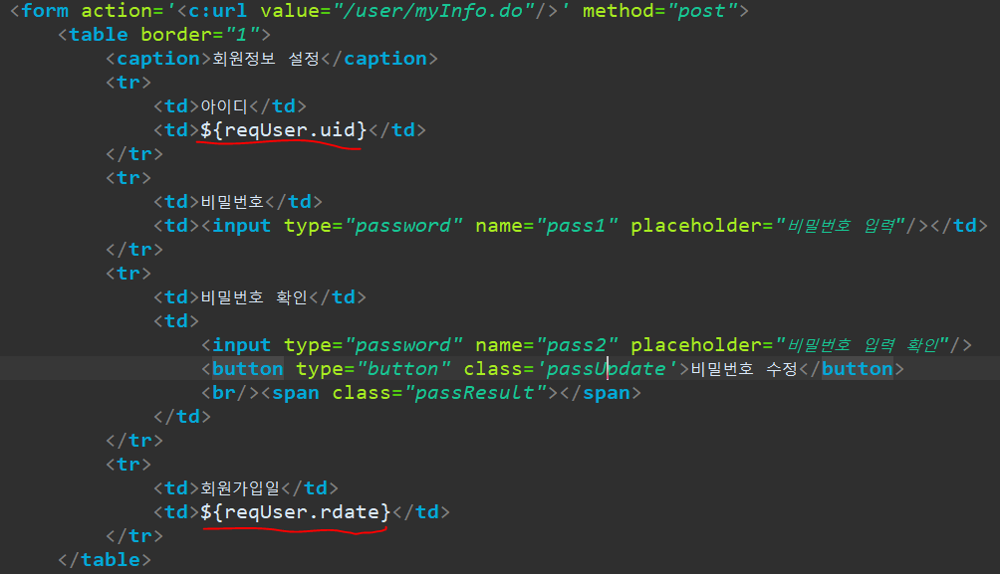 <form action='<c:url value="/user/myInfo.do"/>' method="post">
<table border="1">
<caption>회원정보 설정</caption>
<tr>
<td>아이디</td>
<td>${reqUser.uid}</td>
</tr>
<tr>
<td>비밀번호</td>
<td><input type="password" name="pass1" placeholder="비밀번호 입력"/></td>
</tr>
<tr>
<td>비밀번호 확인</td>
<td>
<input type="password" name="pass2" placeholder="비밀번호 입력 확인"/>
<button type="button" class='passUpdate'>비밀번호 수정</button>
<br/><span class="passResult"></span>
</td>
</tr>
<tr>
<td>회원가입일</td>
<td>${reqUser.rdate}</td>
</tr>
</table>